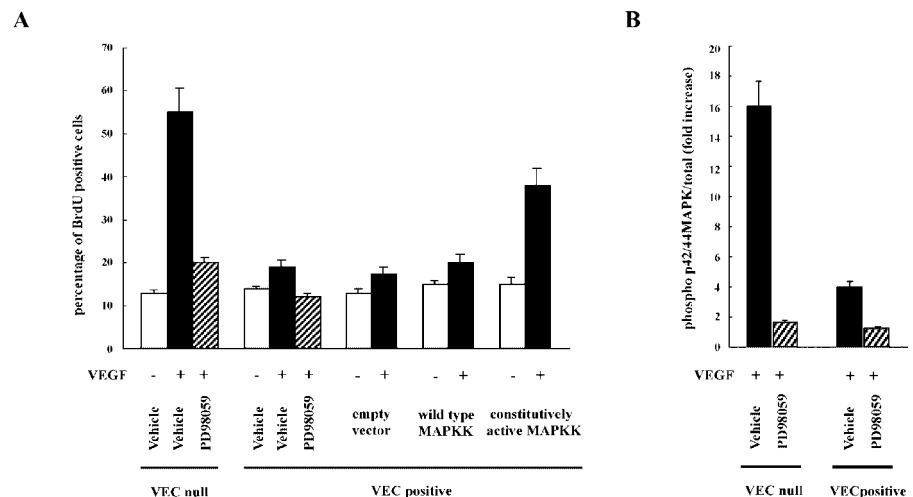 A
percentage of BrdU positive cells
70
60
50
40
30
20
10
0
VEGF - + + - + + - + - + - +
Vehicle
Vehicle
PD98059
Vehicle
Vehicle
PD98059
empty
vector
wild type
MAPKK
constitutively
active MAPKK
VEC null
VEC positive
B
phospho p42/44MAPK/total (fold increase)
20
18
16
14
12
10
8
6
4
2
0
+ + + +
Vehicle
PD98059
Vehicle
PD98059
VEC null
VECpositive